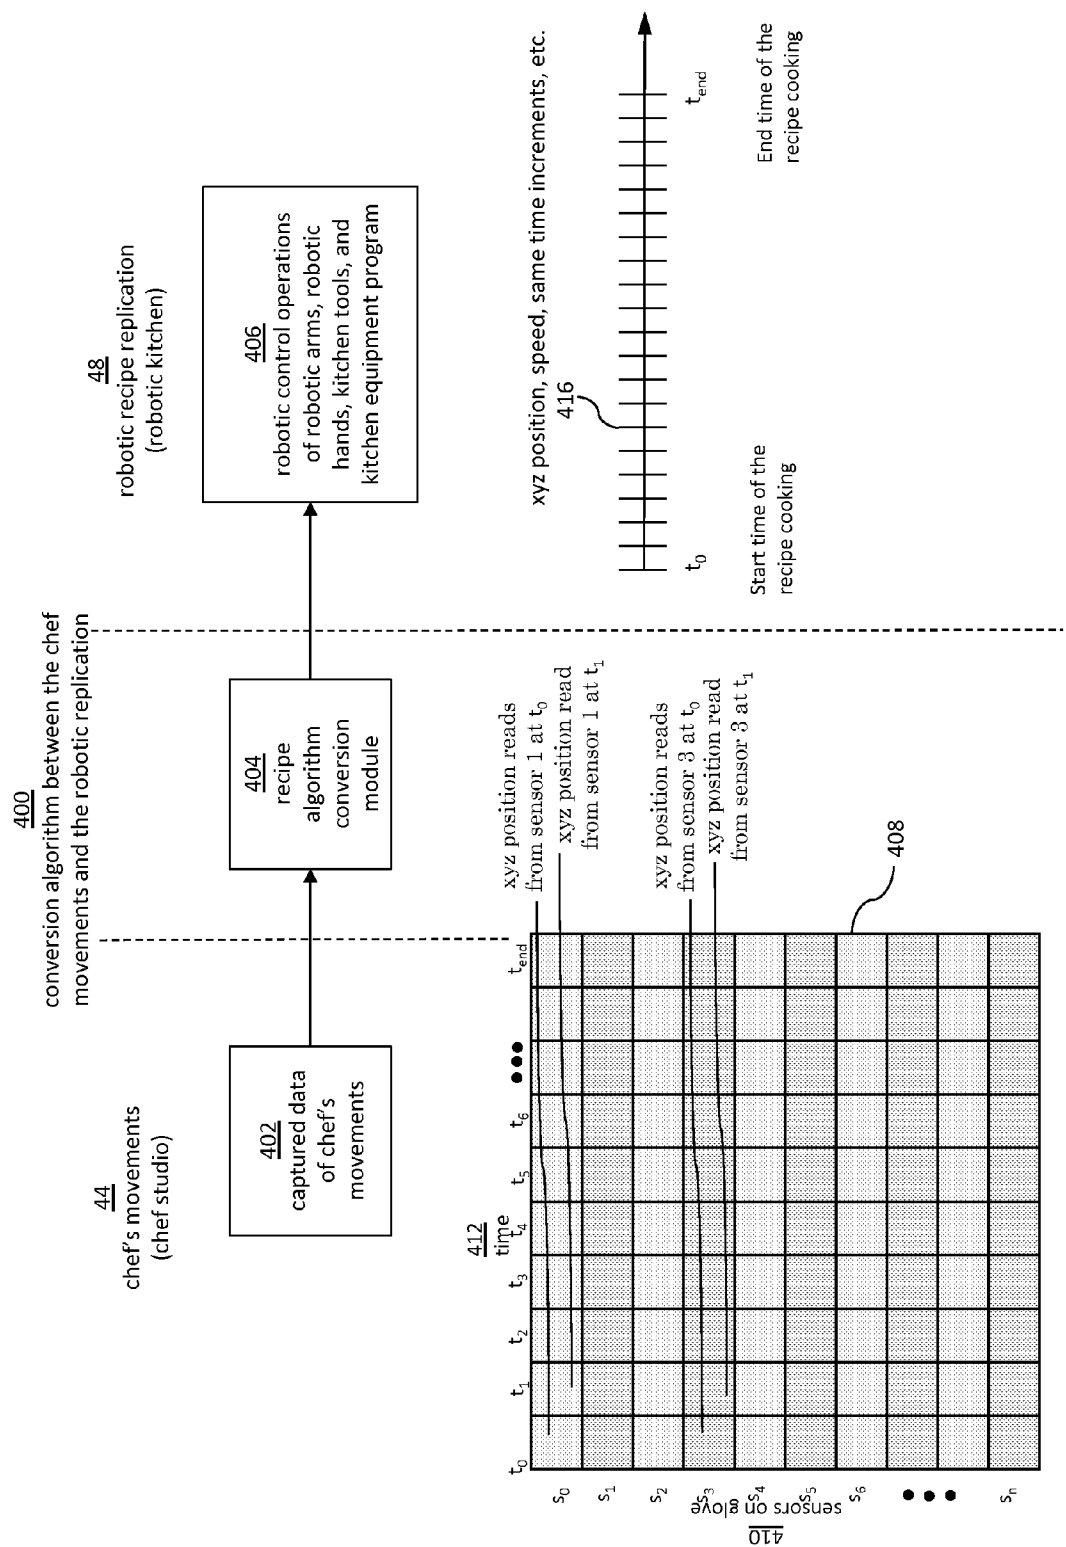 400
conversion algorithm between the chef
movements and the robotic replication
44
chef's movements
(chef studio)
48
robotic recipe replication
(robotic kitchen)
402
captured data
of chef's
movements
404
recipe
algorithm
conversion
module
406
robotic control operations
of robotic arms, robotic
hands, kitchen tools, and
kitchen equipment program
412
time
t0 t1 t2 t3 t4 t5 t6 ●●● tend
410
sensors on glove
s0
s1
s2
s3
s4
s5
s6
●●●
sn
xyz position reads
from sensor 1 at t0
xyz position read
from sensor 1 at t1
xyz position reads
from sensor 3 at t0
xyz position read
from sensor 3 at t1
408
xyz position, speed, same time increments, etc.
416
t0
tend
Start time of the
recipe cooking
End time of the
recipe cooking